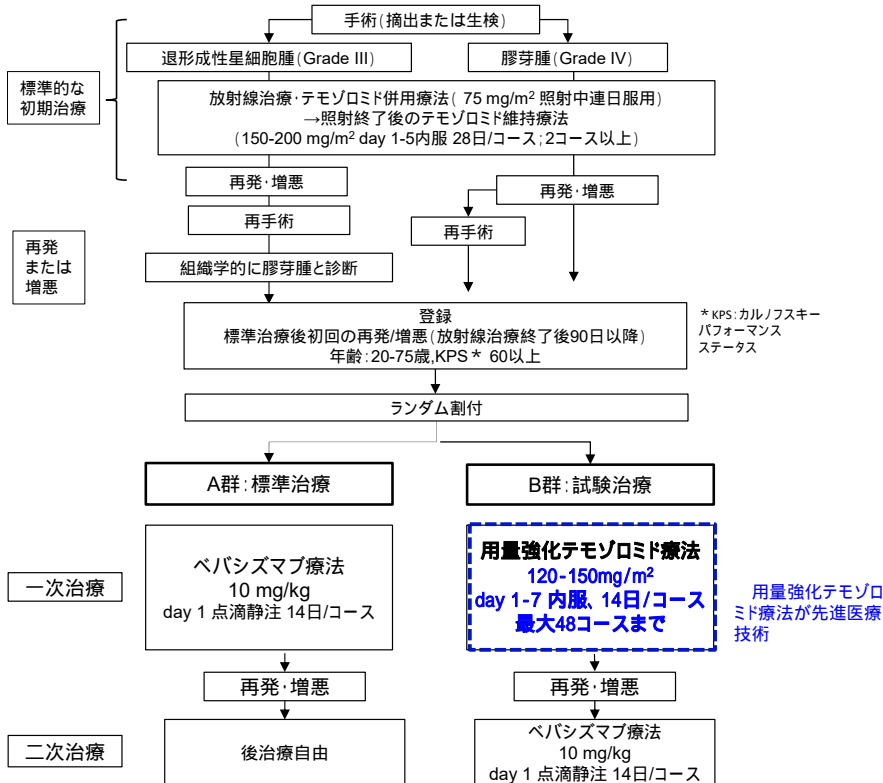 手術(摘出または生検)
退形成性星細胞腫(Grade III)
膠芽腫(Grade IV)
標準的な
初期治療
放射線治療・テモゾロミド併用療法( 75 mg/m² 照射中連日服用)
→照射終了後のテモゾロミド維持療法
(150-200 mg/m² day 1-5内服 28日/コース;2コース以上)
再発・増悪
再発・増悪
再手術
再手術
再発
または
増悪
組織学的に膠芽腫と診断
登録
標準治療後初回の再発/増悪(放射線治療終了後90日以降)
年齢:20-75歳,KPS* 60以上
*KPS:カルノフスキー
パフォーマンス
ステータス
ランダム割付
A群:標準治療
B群:試験治療
一次治療
ベバシズマブ療法
10 mg/kg
day 1 点滴静注 14日/コース
用量強化テモゾロミド療法
120-150mg/m²
day 1-7 内服、14日/コース
最大48コースまで
用量強化テモゾロ
ミド療法が先進医療
技術
再発・増悪
再発・増悪
二次治療
後治療自由
ベバシズマブ療法
10 mg/kg
day 1 点滴静注 14日/コース